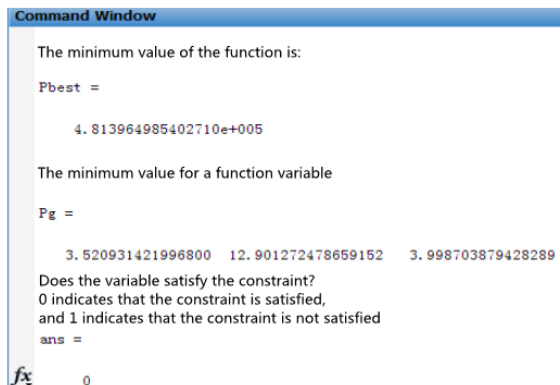 Command Window
The minimum value of the function is:
Pbest =
4.813964985402710e+005
The minimum value for a function variable
Pg =
3.520931421996800 12.901272478659152 3.998703879428289
Does the variable satisfy the constraint?
0 indicates that the constraint is satisfied,
and 1 indicates that the constraint is not satisfied
ans =
fx 0